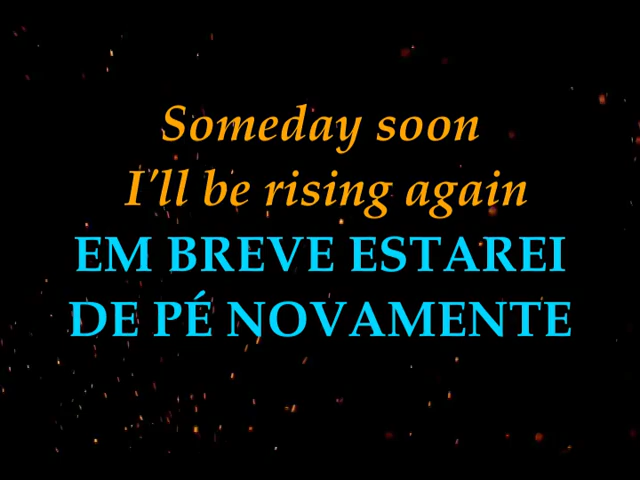 Someday soon
I'll be rising again
EM BREVE ESTAREI
DE PÉ NOVAMENTE